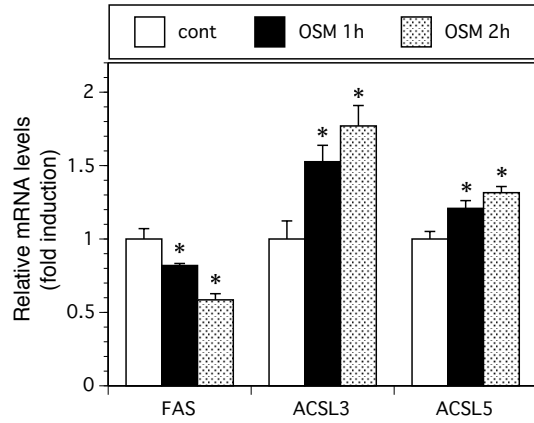 cont OSM 1h OSM 2h
Relative mRNA levels
(fold induction)
2
1.5
1
0.5
0
* * * * * *
FAS ACSL3 ACSL5